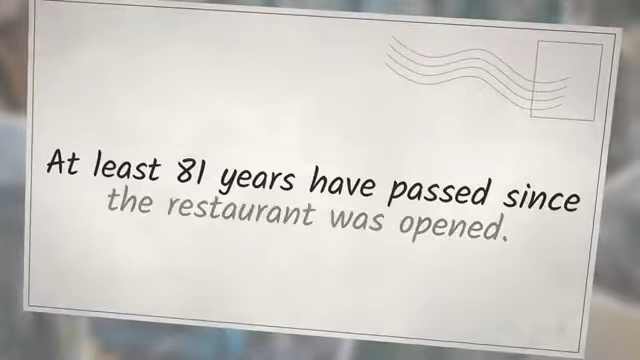 At least 81 years have passed since
the restaurant was opened.